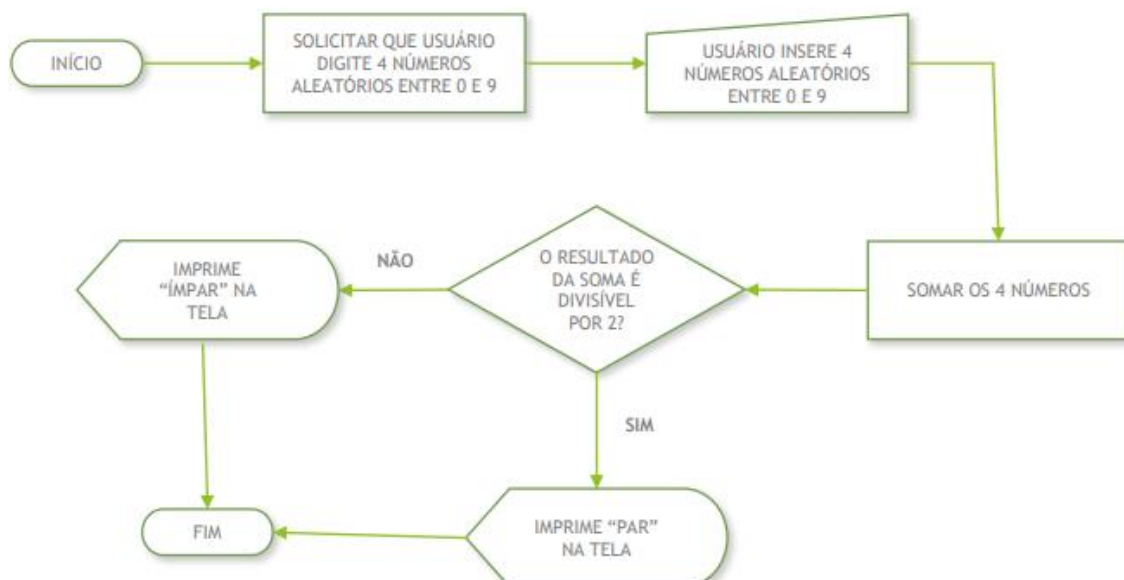 INÍCIO
SOLICITAR QUE USUÁRIO
DIGITE 4 NÚMEROS
ALEATÓRIOS ENTRE 0 E 9
USUÁRIO INSERE 4
NÚMEROS ALEATÓRIOS
ENTRE 0 E 9
SOMAR OS 4 NÚMEROS
O RESULTADO
DA SOMA É
DIVISÍVEL
POR 2?
NÃO
IMPRIME
“ÍMPAR” NA
TELA
SIM
IMPRIME “PAR”
NA TELA
FIM